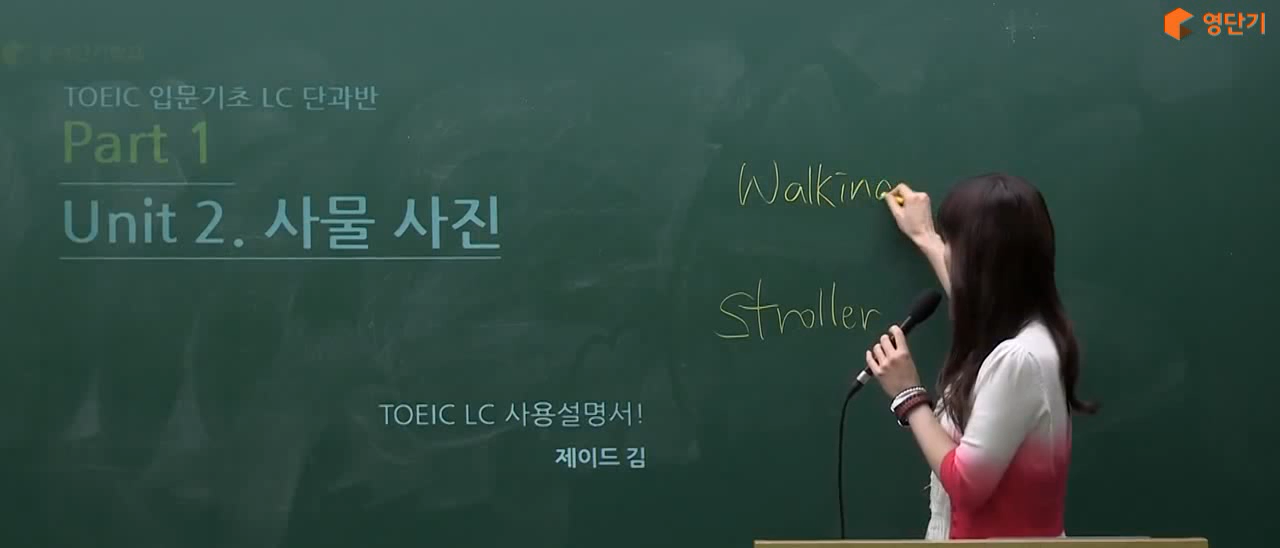 영단기
TOEIC 입문기초 LC 단과반
Part 1
Unit 2. 사물 사진
Walking
Stroller
TOEIC LC 사용설명서!
제이드 김